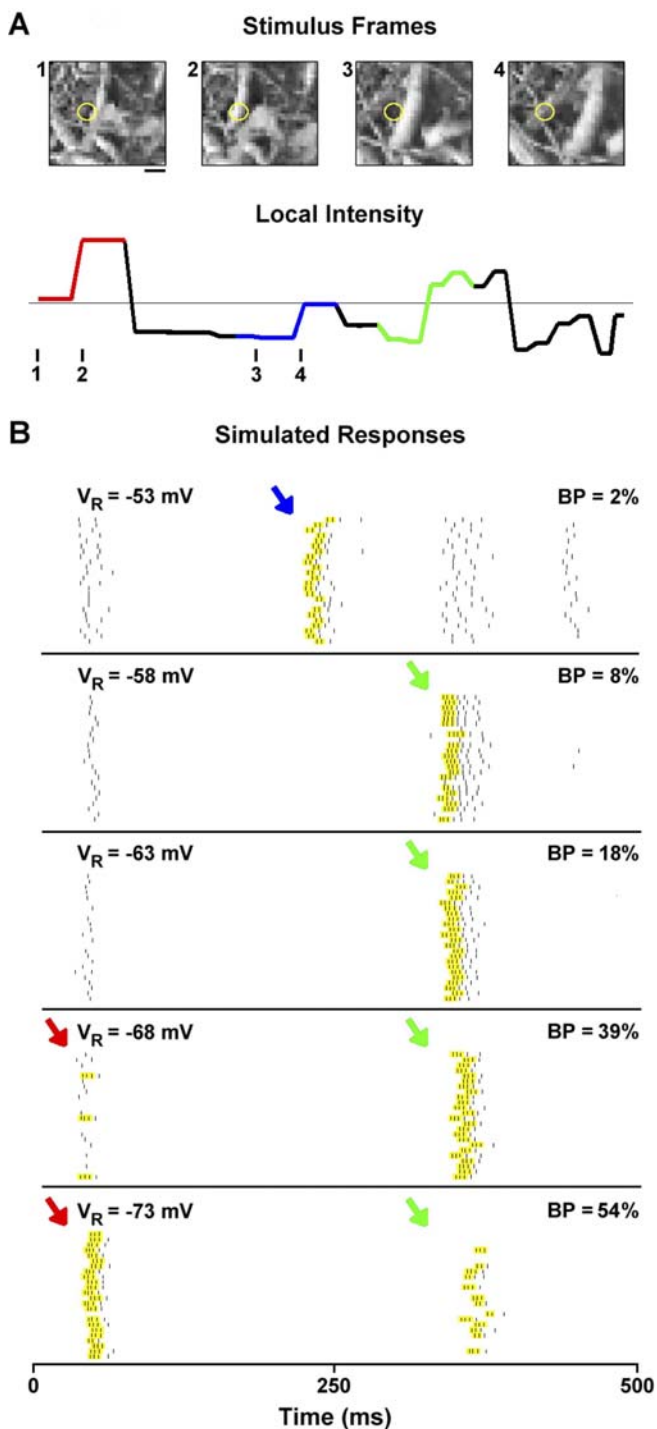 A
Stimulus Frames
1 2 3 4
Local Intensity
1 2 3 4
B
Simulated Responses
V_R = -53 mV BP = 2%
V_R = -58 mV BP = 8%
V_R = -63 mV BP = 18%
V_R = -68 mV BP = 39%
V_R = -73 mV BP = 54%
0 250 500
Time (ms)